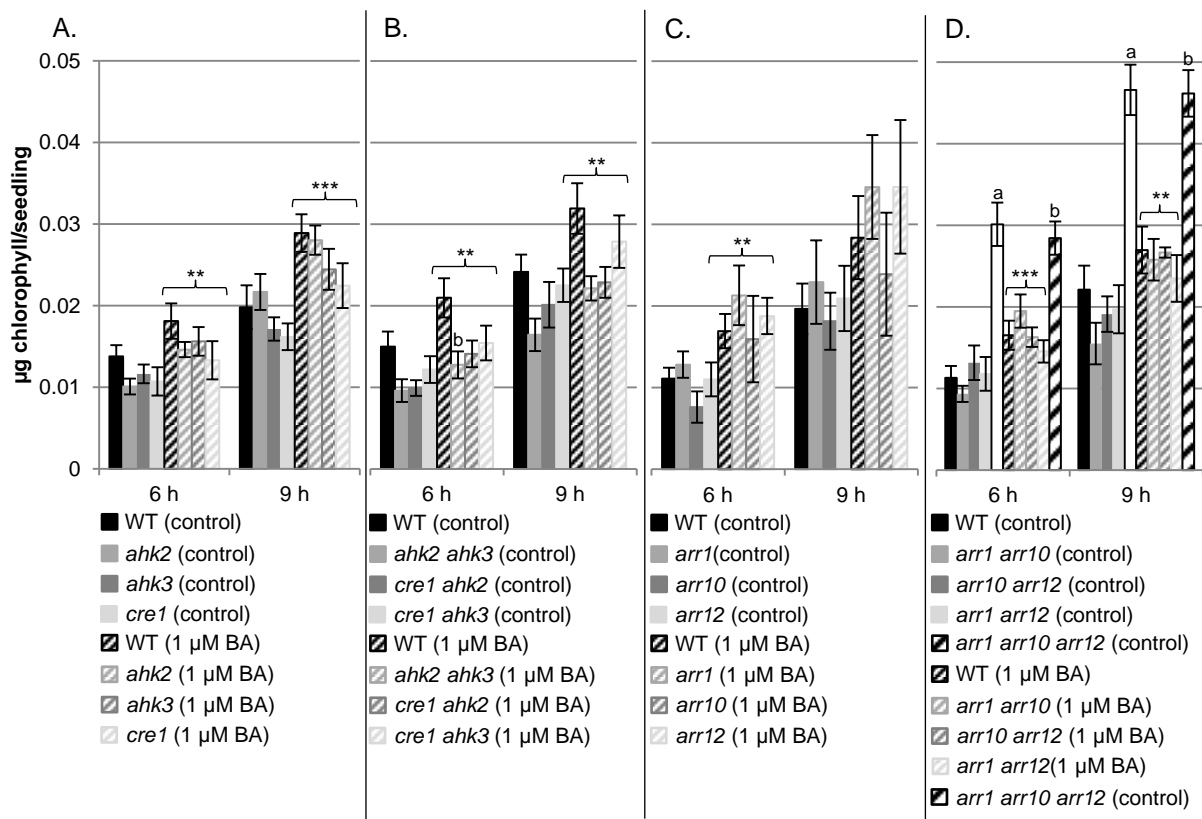 A.
B.
C.
D.
µg chlorophyll/seedling
0.05
0.04
0.03
0.02
0.01
0
**
***
**
b
**
**
a
b
***
a
b
**
6 h
9 h
6 h
9 h
6 h
9 h
6 h
9 h
WT (control)
ahk2 (control)
ahk3 (control)
cre1 (control)
WT (1 µM BA)
ahk2 (1 µM BA)
ahk3 (1 µM BA)
cre1 (1 µM BA)
WT (control)
ahk2 ahk3 (control)
cre1 ahk2 (control)
cre1 ahk3 (control)
WT (1 µM BA)
ahk2 ahk3 (1 µM BA)
cre1 ahk2 (1 µM BA)
cre1 ahk3 (1 µM BA)
WT (control)
arr1(control)
arr10 (control)
arr12 (control)
WT (1 µM BA)
arr1 (1 µM BA)
arr10 (1 µM BA)
arr12 (1 µM BA)
WT (control)
arr1 arr10 (control)
arr10 arr12 (control)
arr1 arr12 (control)
arr1 arr10 arr12 (control)
WT (1 µM BA)
arr1 arr10 (1 µM BA)
arr10 arr12 (1 µM BA)
arr1 arr12(1 µM BA)
arr1 arr10 arr12 (control)